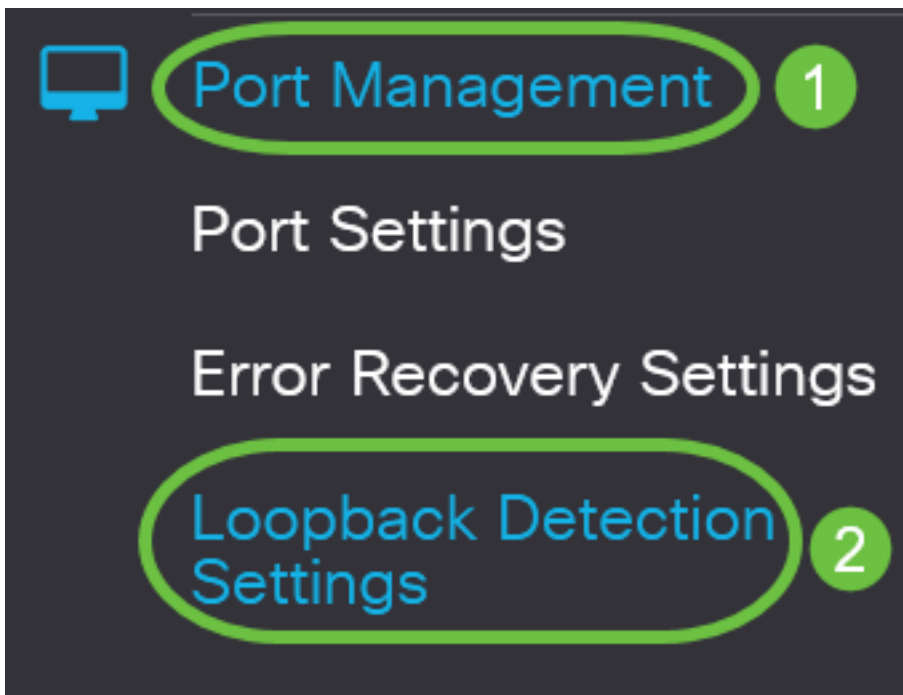 Port Management
1
Port Settings
Error Recovery Settings
Loopback Detection
Settings
2